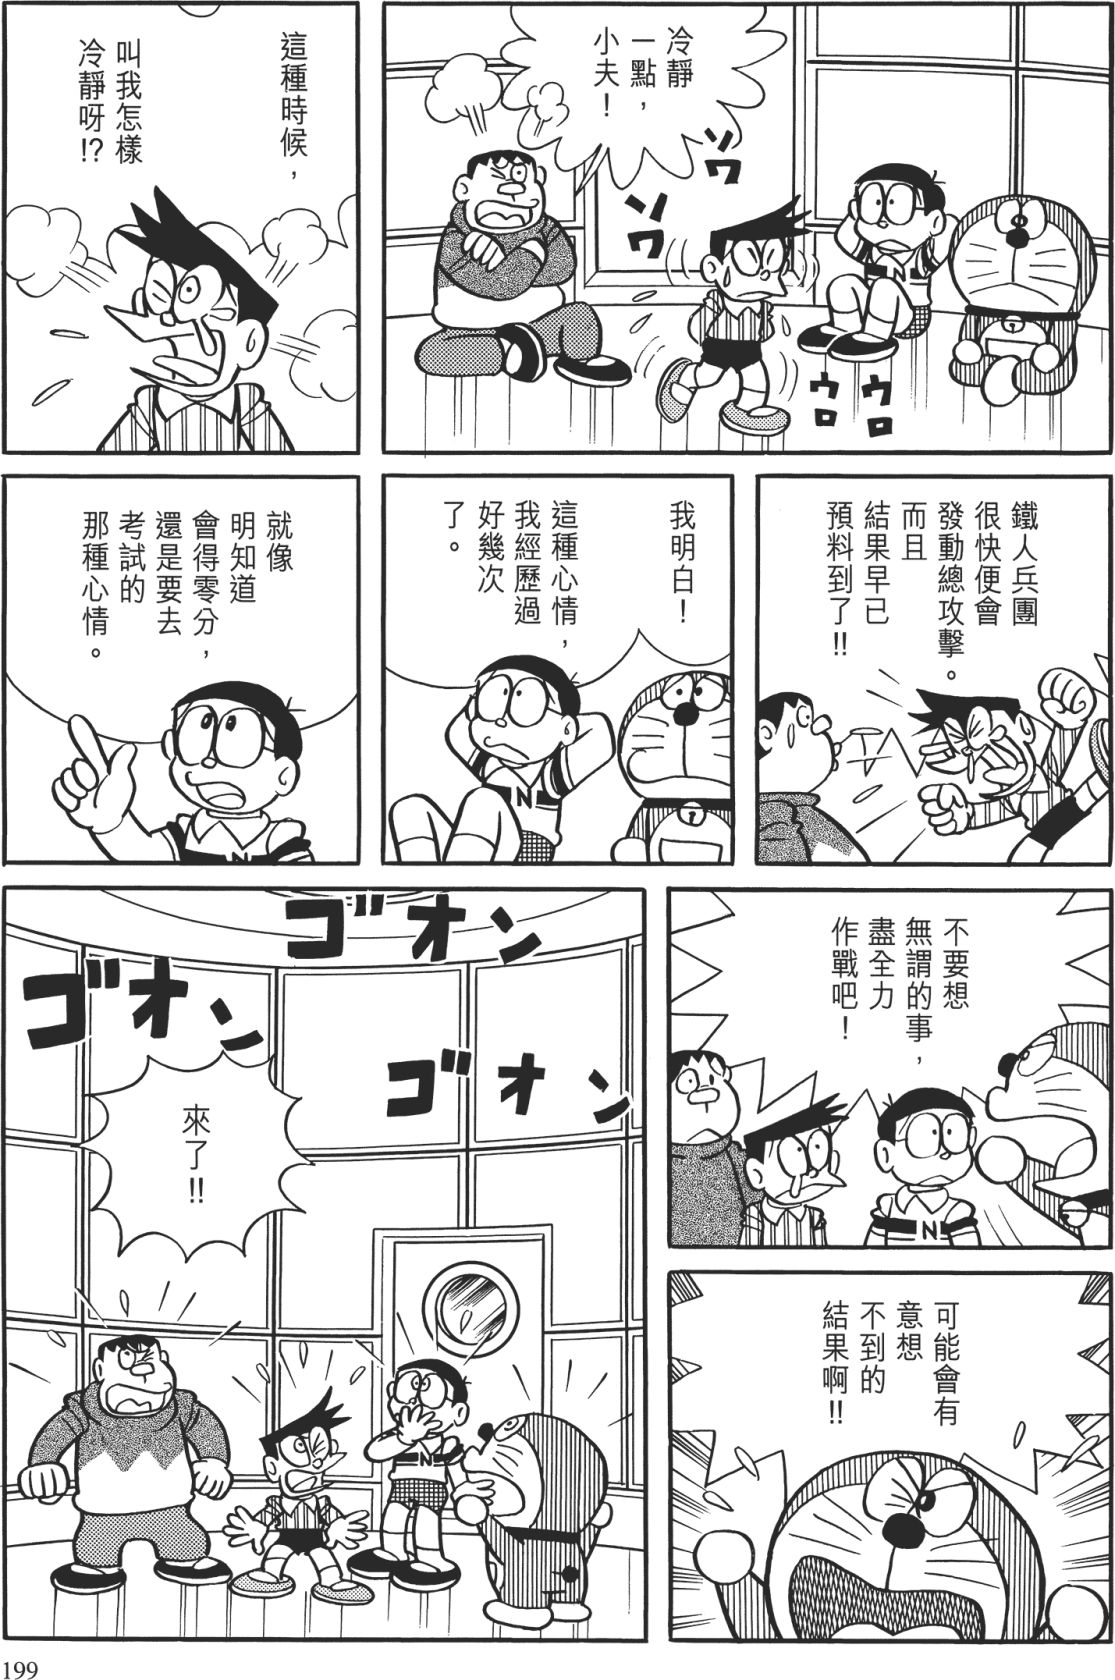 冷靜
一點，
小夫！
ソワ
ソワ
ウロ
ウロ
這種時候，
叫我怎樣
冷靜呀!?
鐵人兵團
很快便會
發動總攻擊。
而且
結果早已
預料到了!!
我明白！
這種心情，
我經歷過
好幾次
了。
就像
明知道
會得零分，
還是要去
考試的
那種心情。
不要想
無謂的事，
盡全力
作戰吧！
可能會有
意想
不到的
結果啊!!
ゴオン
ゴオン
ゴオン
來了!!
199